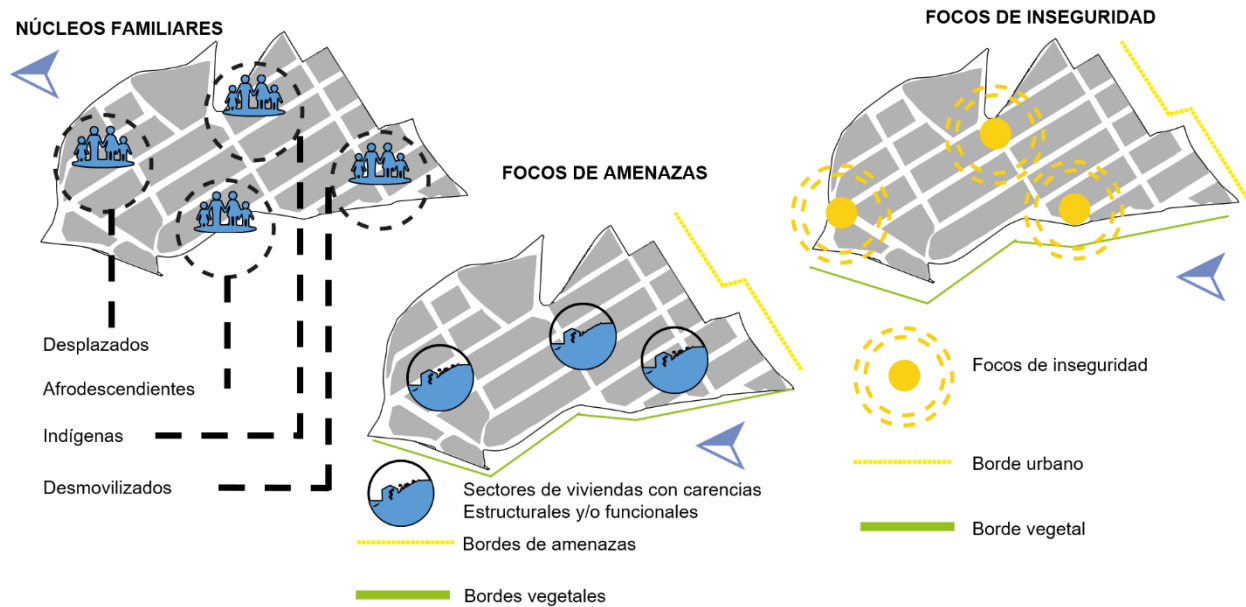 NÚCLEOS FAMILIARES
Desplazados
Afrodescendientes
Indígenas
Desmovilizados
FOCOS DE AMENAZAS
Sectores de viviendas con carencias
Estructurales y/o funcionales
Bordes de amenazas
Bordes vegetales
FOCOS DE INSEGURIDAD
Focos de inseguridad
Borde urbano
Borde vegetal